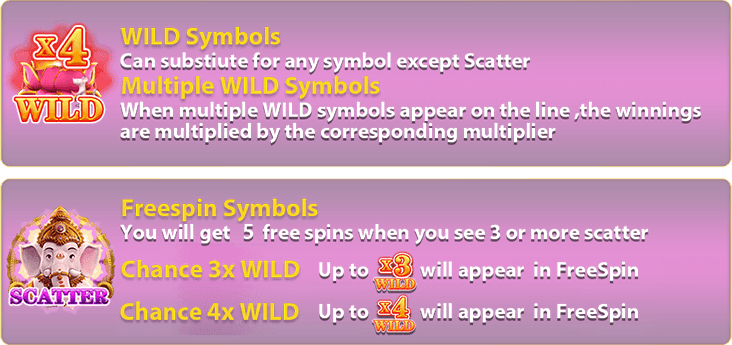 x4
WILD
WILD Symbols
Can substiute for any symbol except Scatter
Multiple WILD Symbols
When multiple WILD symbols appear on the line ,the winnings
are multiplied by the corresponding multiplier
SCATTER
Freespin Symbols
You will get 5 free spins when you see 3 or more scatter
Chance 3x WILD Up to x3 WILD will appear in FreeSpin
Chance 4x WILD Up to x4 WILD will appear in FreeSpin